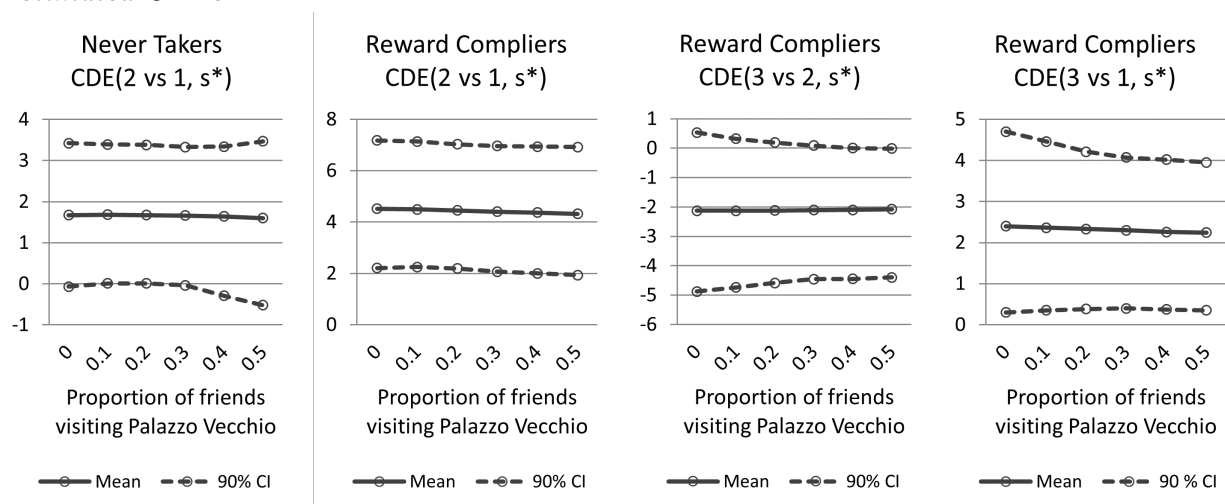 Never Takers
CDE(2 vs 1, s*)
4
3
2
1
0
-1
0
0.1
0.2
0.3
0.4
0.5
Proportion of friends
visiting Palazzo Vecchio
Mean
90% CI
Reward Compliers
CDE(2 vs 1, s*)
8
6
4
2
0
0
0.1
0.2
0.3
0.4
0.5
Proportion of friends
visiting Palazzo Vecchio
Mean
90% CI
Reward Compliers
CDE(3 vs 2, s*)
1
0
-1
-2
-3
-4
-5
-6
0
0.1
0.2
0.3
0.4
0.5
Proportion of friends
visiting Palazzo Vecchio
Mean
90% CI
Reward Compliers
CDE(3 vs 1, s*)
5
4
3
2
1
0
0
0.1
0.2
0.3
0.4
0.5
Proportion of friends
visiting Palazzo Vecchio
Mean
90 % CI